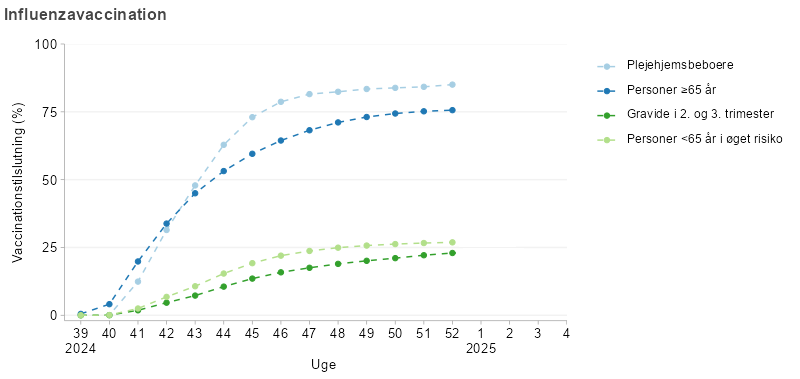 Influenzavaccination
Vaccinationstilslutning (%)
100
75
50
25
0
39 40 41 42 43 44 45 46 47 48 49 50 51 52 1 2 3 4
2024 2025
Uge
Plejehjemsbeboere
Personer ≥65 år
Gravide i 2. og 3. trimester
Personer <65 år i øget risiko